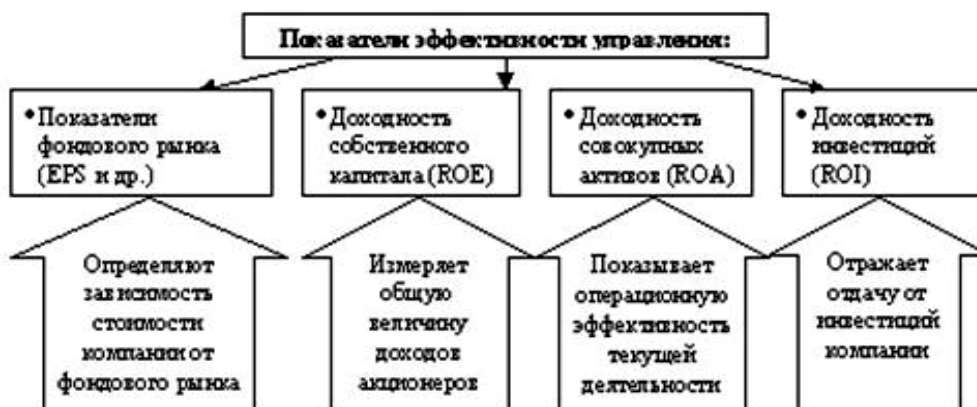 Показатели эффективности управления:
• Показатели
фондового рынка
(EPS и др.)
• Доходность
собственного
капитала (ROE)
• Доходность
совокупных
активов (ROA)
• Доходность
инвестиций
(ROI)
Определяют
зависимость
стоимости
компании от
фондового рынка
Измеряет
общую
величину
доходов
акционеров
Показывает
операционную
эффективность
текущей
деятельности
Отражает
отдачу от
инвестиций
компании